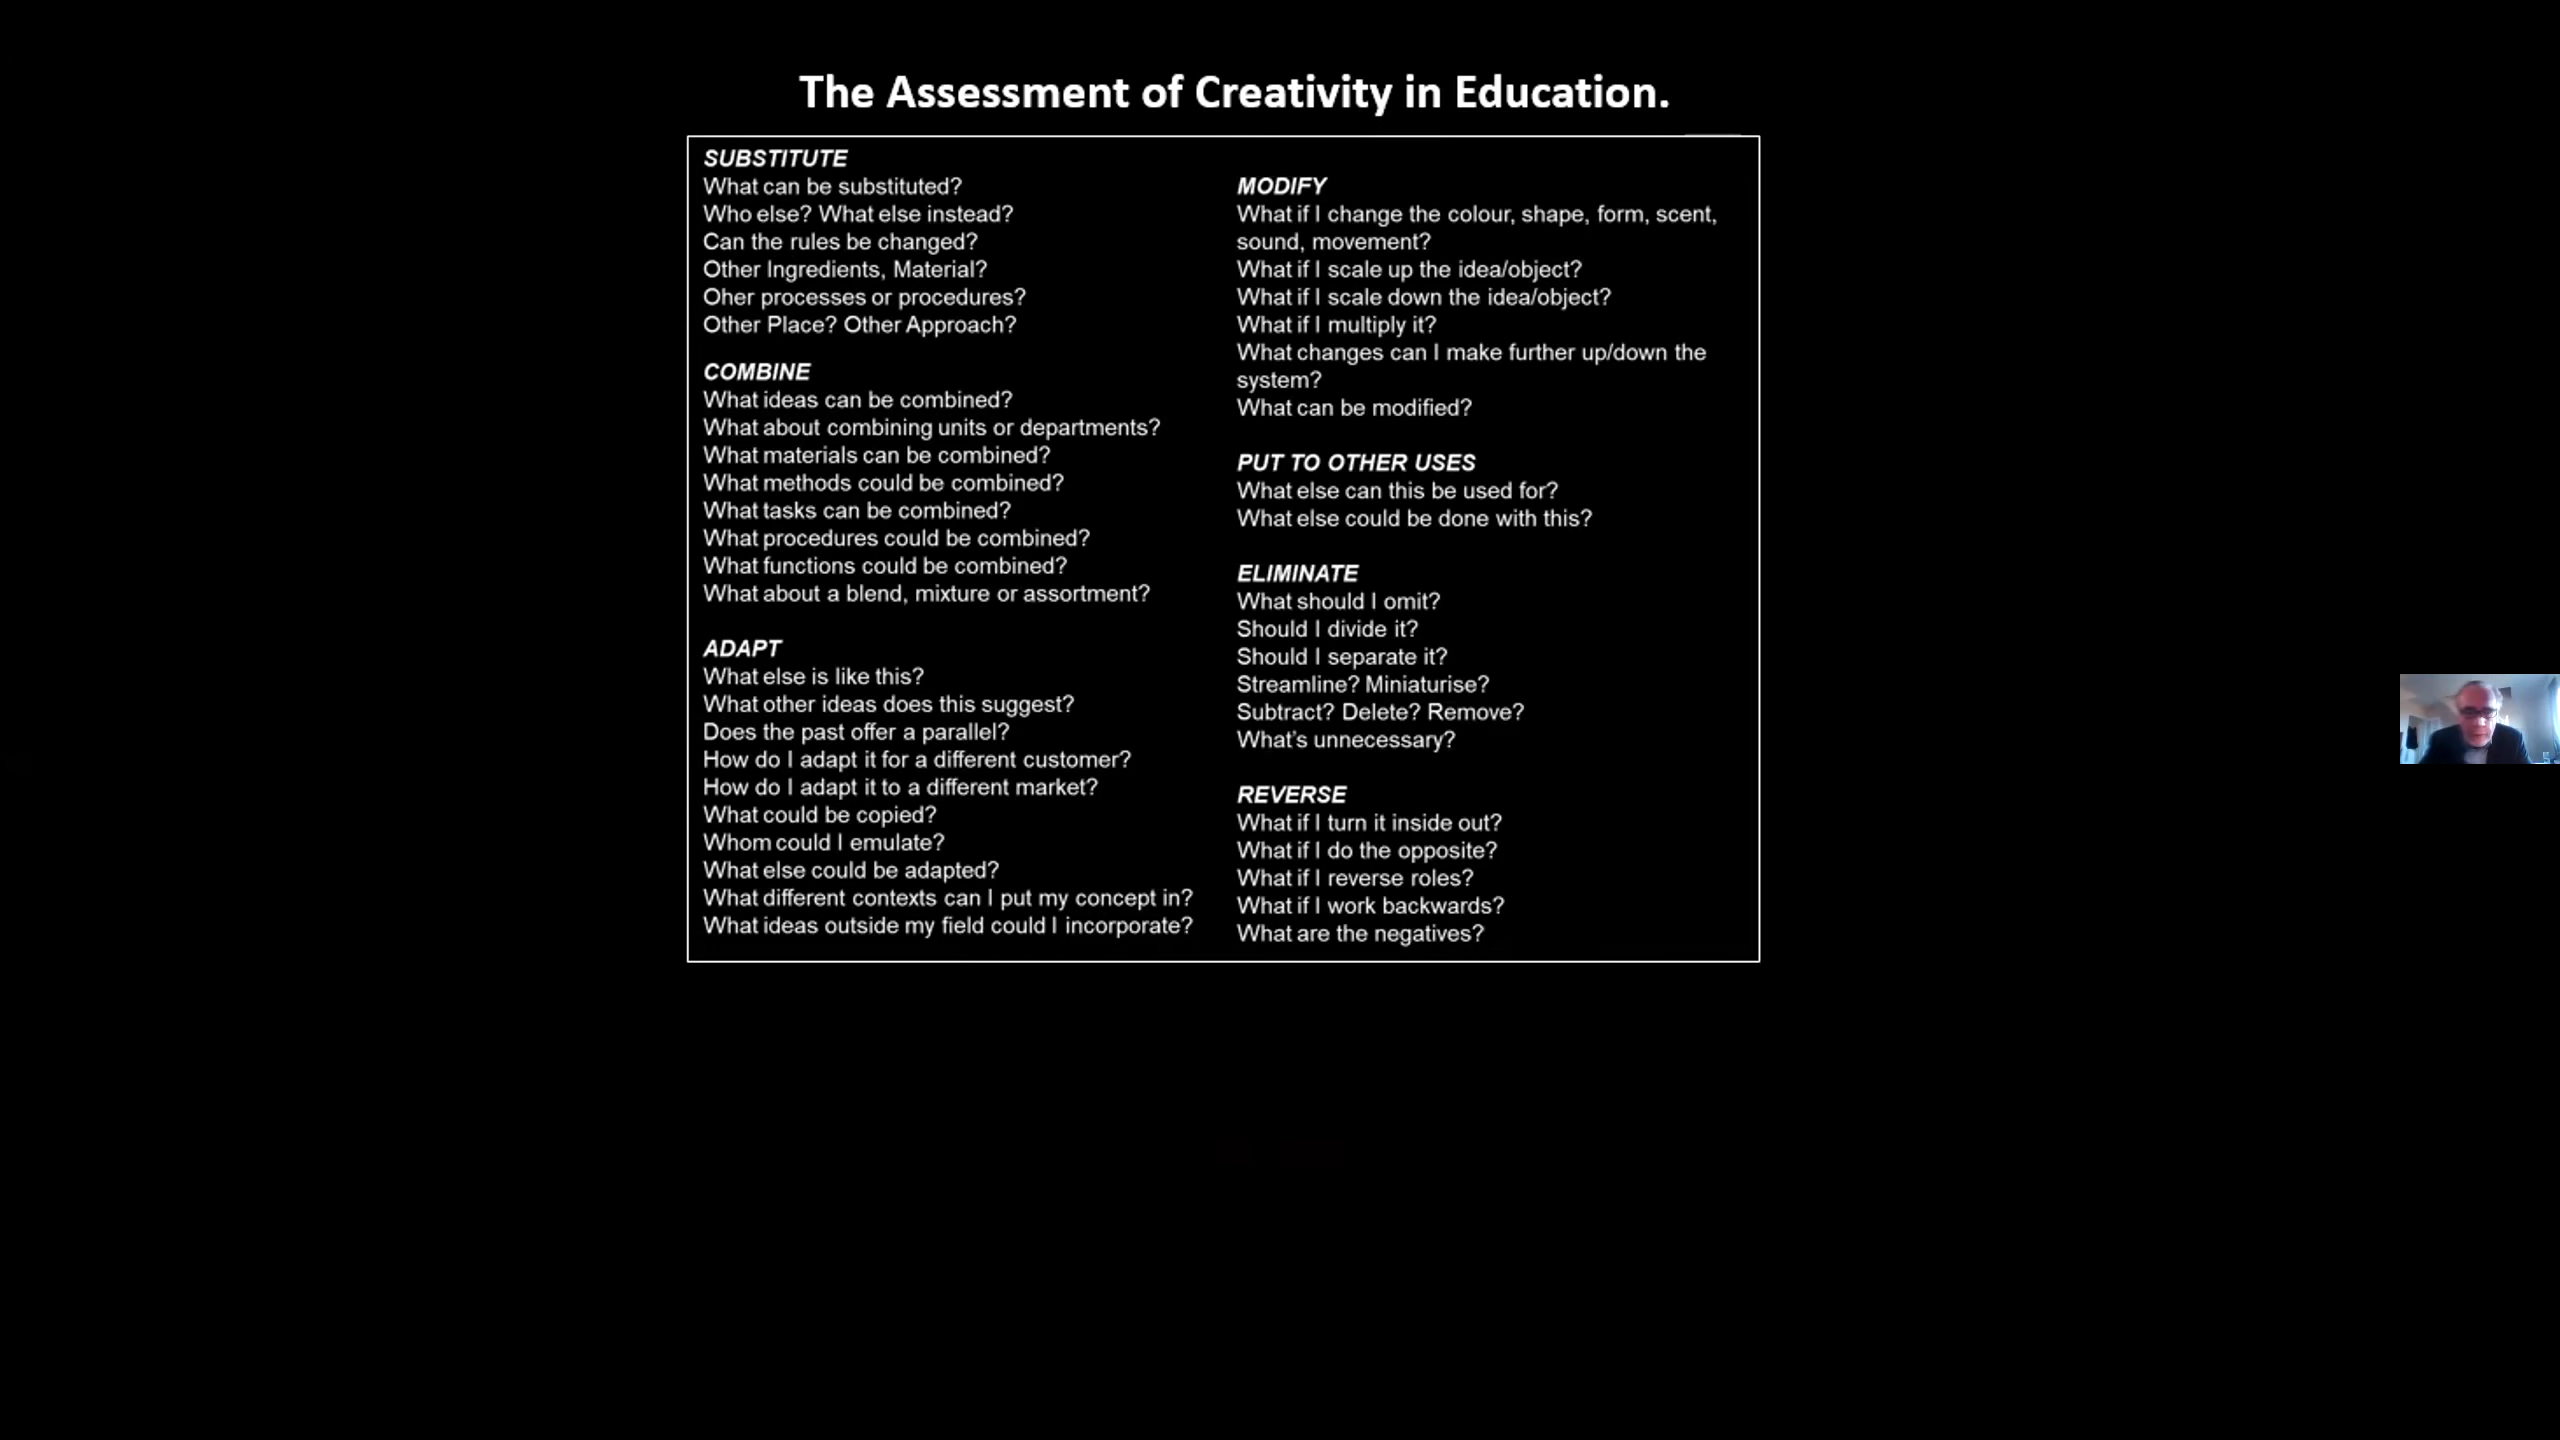 The Assessment of Creativity in Education.
SUBSTITUTE
What can be substituted?
Who else? What else instead?
Can the rules be changed?
Other Ingredients, Material?
Oher processes or procedures?
Other Place? Other Approach?
COMBINE
What ideas can be combined?
What about combining units or departments?
What materials can be combined?
What methods could be combined?
What tasks can be combined?
What procedures could be combined?
What functions could be combined?
What about a blend, mixture or assortment?
ADAPT
What else is like this?
What other ideas does this suggest?
Does the past offer a parallel?
How do I adapt it for a different customer?
How do I adapt it to a different market?
What could be copied?
Whom could I emulate?
What else could be adapted?
What different contexts can I put my concept in?
What ideas outside my field could I incorporate?
MODIFY
What if I change the colour, shape, form, scent,
sound, movement?
What if I scale up the idea/object?
What if I scale down the idea/object?
What if I multiply it?
What changes can I make further up/down the
system?
What can be modified?
PUT TO OTHER USES
What else can this be used for?
What else could be done with this?
ELIMINATE
What should I omit?
Should I divide it?
Should I separate it?
Streamline? Miniaturise?
Subtract? Delete? Remove?
What’s unnecessary?
REVERSE
What if I turn it inside out?
What if I do the opposite?
What if I reverse roles?
What if I work backwards?
What are the negatives?